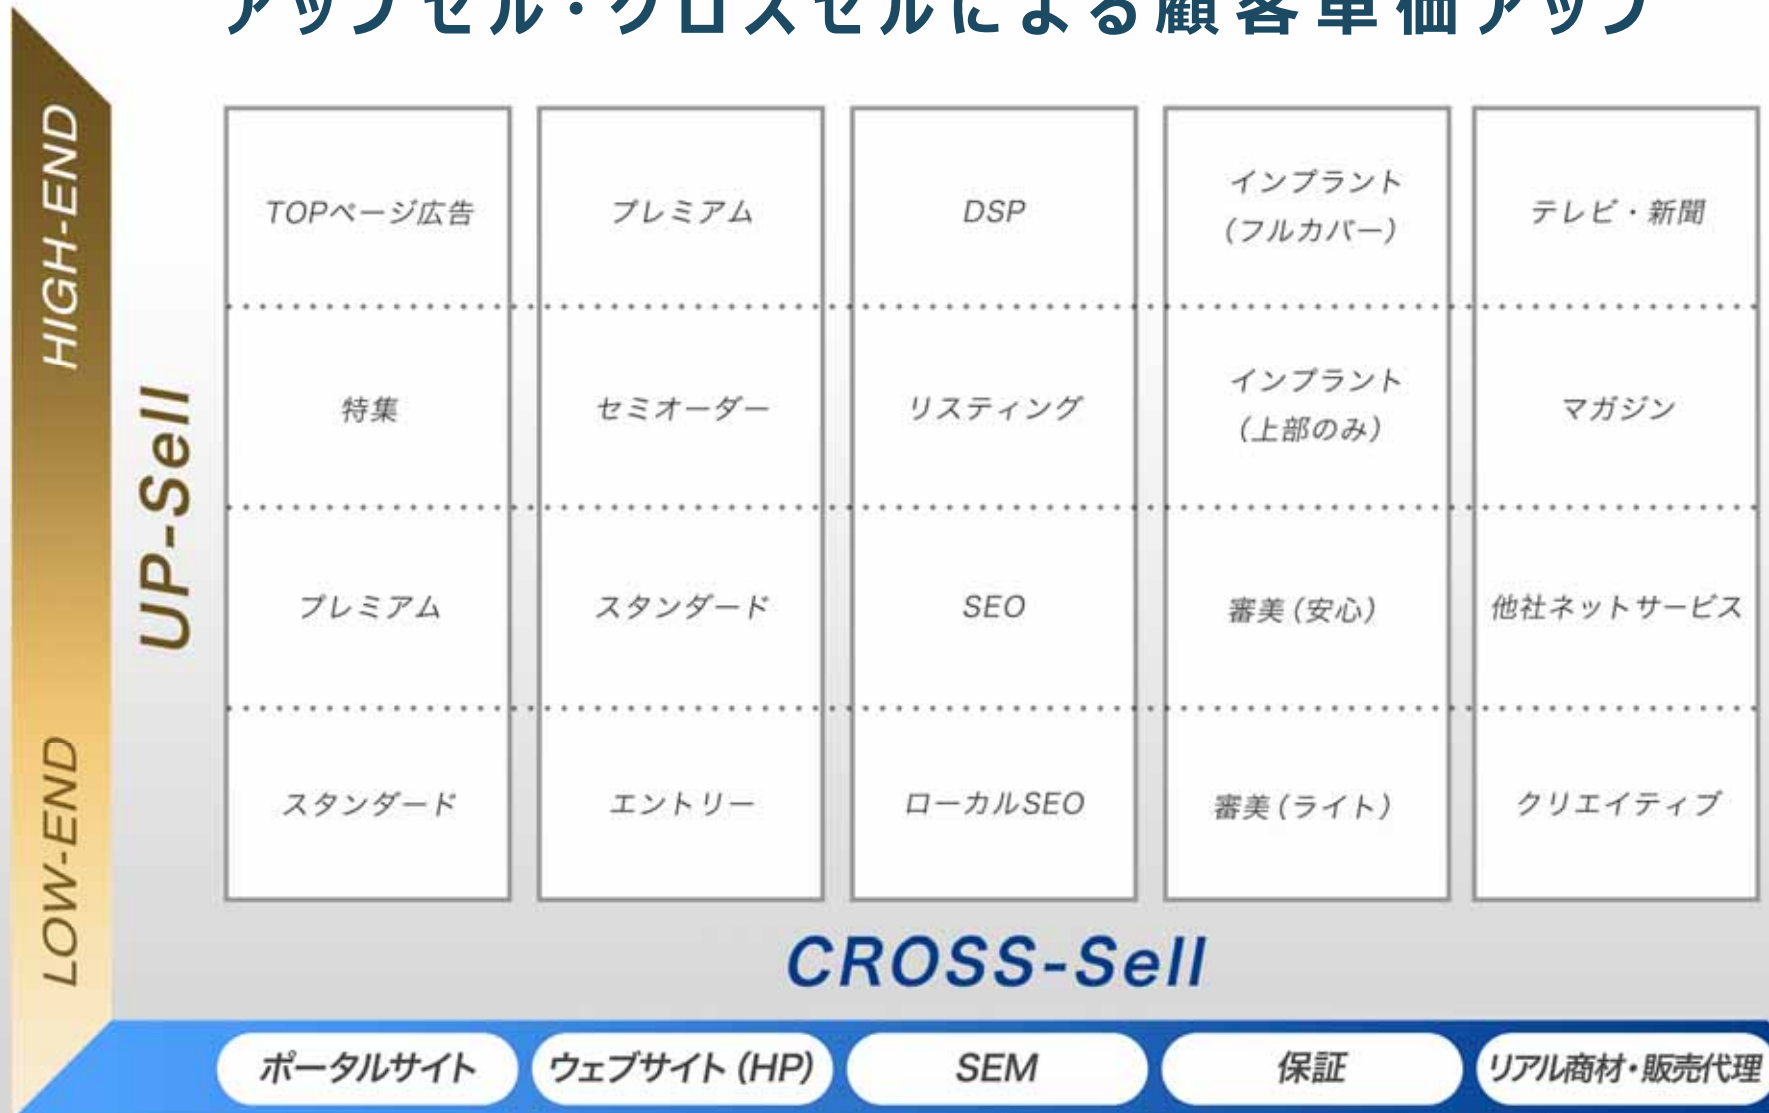 アップセル・クロスセルによる顧客単価アップ
HIGH-END
LOW-END
UP-Sell
TOPページ広告
プレミアム
DSP
インプラント
(フルカバー)
テレビ・新聞
特集
セミオーダー
リスティング
インプラント
(上部のみ)
マガジン
プレミアム
スタンダード
SEO
審美(安心)
他社ネットサービス
スタンダード
エントリー
ローカルSEO
審美(ライト)
クリエイティブ
CROSS-Sell
ポータルサイト
ウェブサイト(HP)
SEM
保証
リアル商材・販売代理